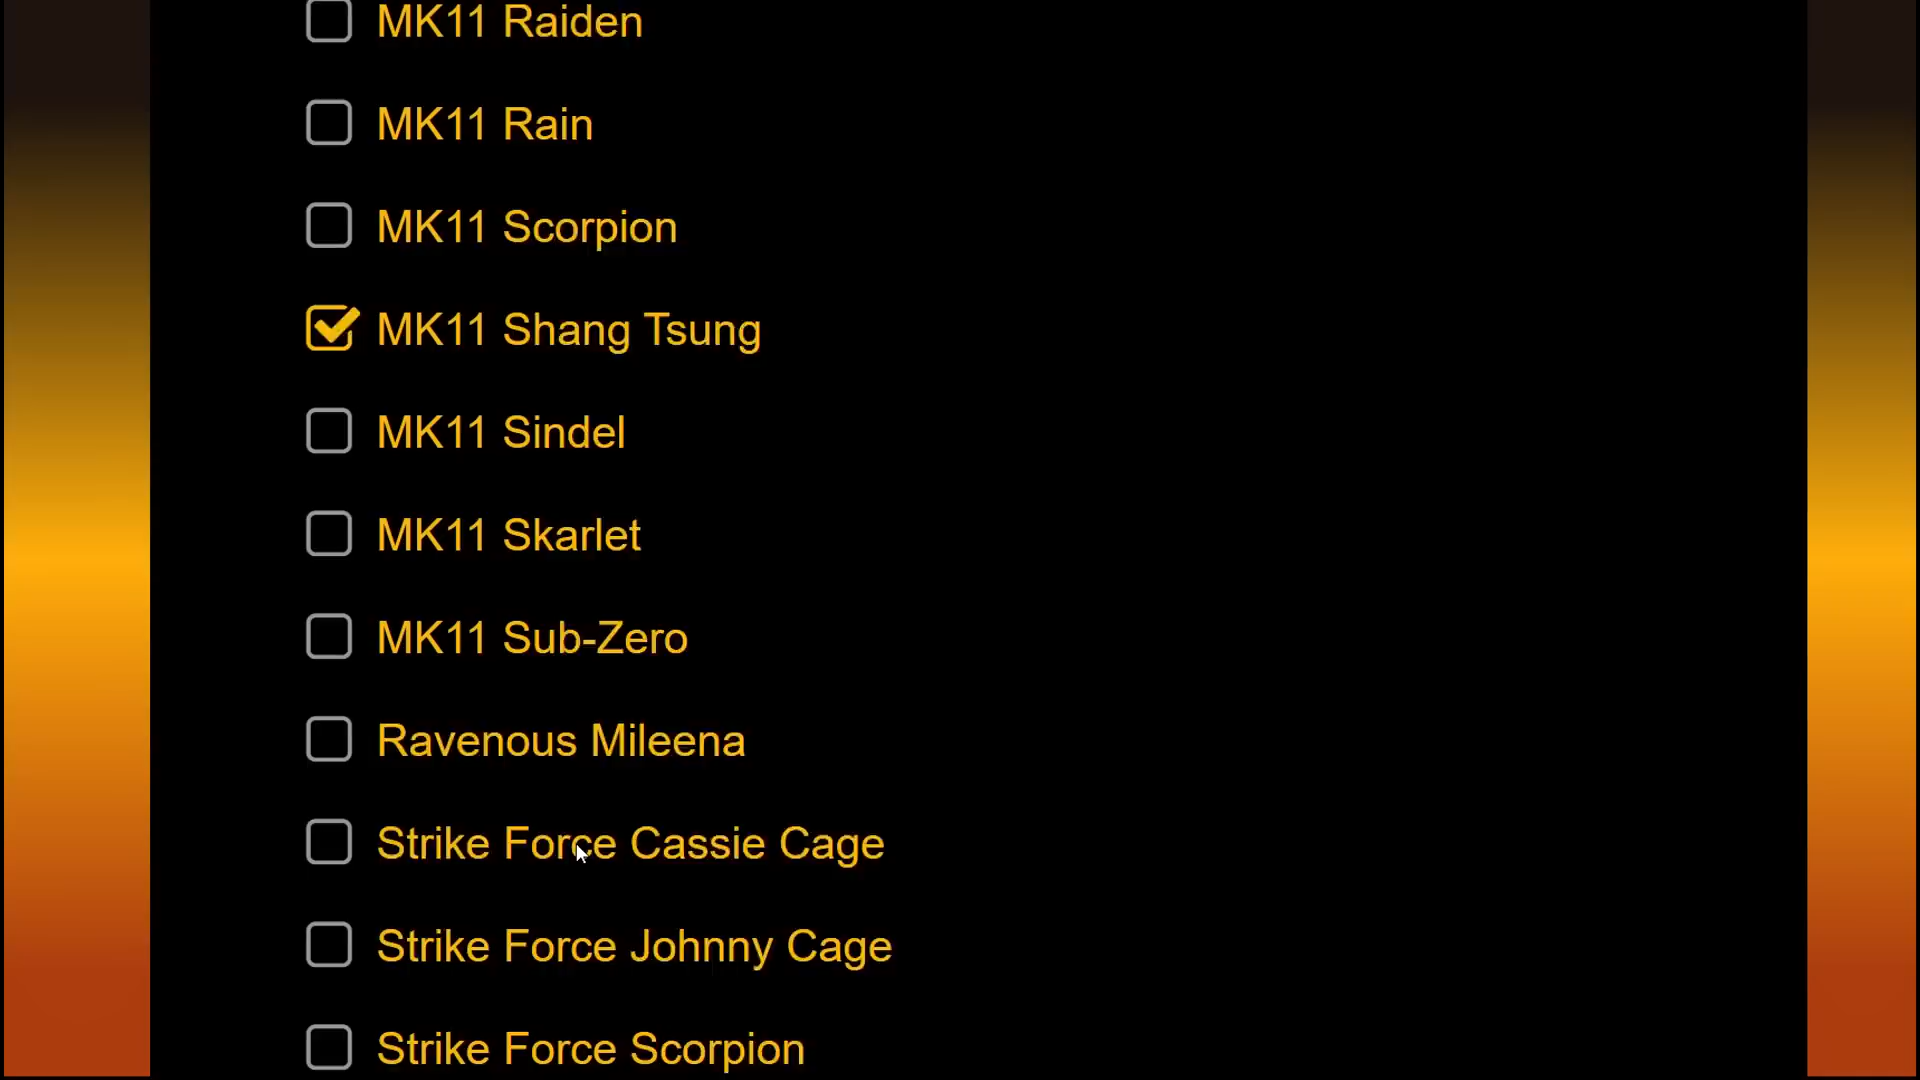 MK11 Raiden
MK11 Rain
MK11 Scorpion
MK11 Shang Tsung
MK11 Sindel
MK11 Skarlet
MK11 Sub-Zero
Ravenous Mileena
Strike Force Cassie Cage
Strike Force Johnny Cage
Strike Force Scorpion